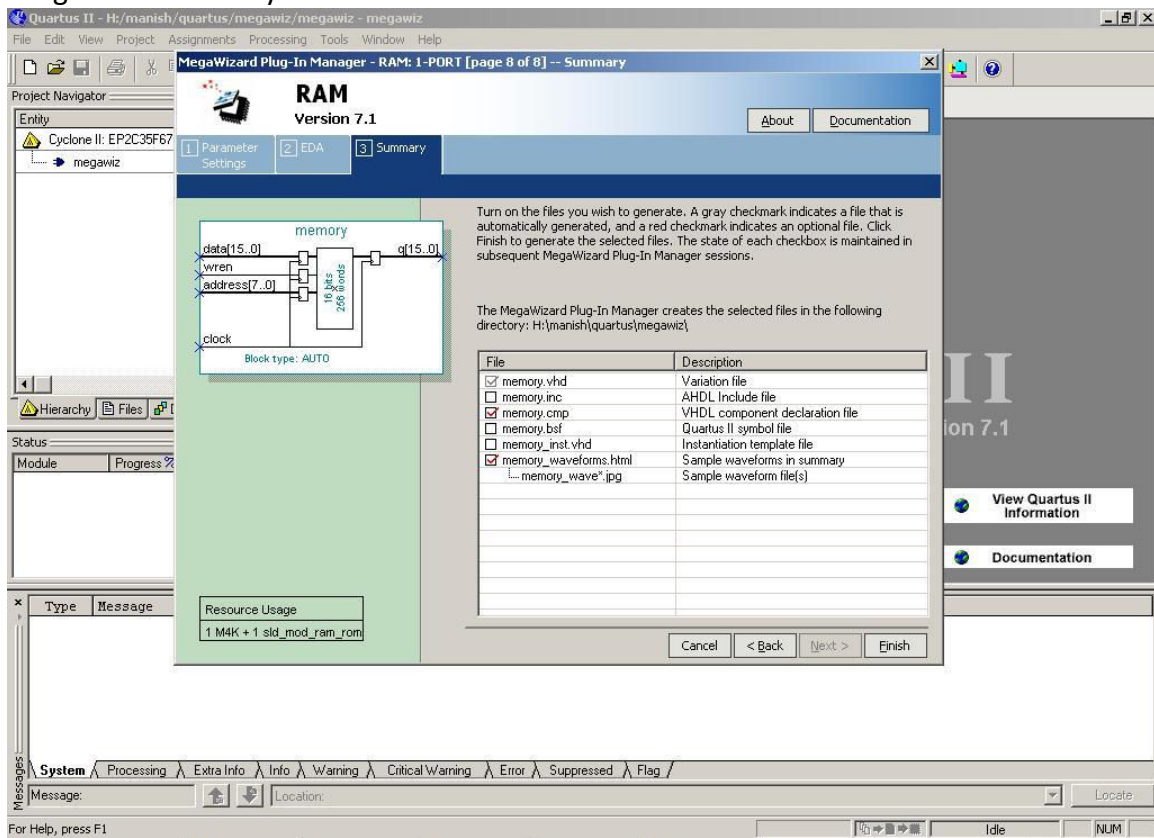 Quartus II - H:/manish/quartus/megawiz/megawiz - megawiz
File Edit View Project Assignments Processing Tools Window Help
MegaWizard Plug-In Manager - RAM: 1-PORT [page 8 of 8] -- Summary
Project Navigator
Entity
Cyclone II: EP2C35F67
megawiz
Hierarchy Files
Status
Module Progress %
RAM
Version 7.1
About Documentation
1 Parameter Settings
2 EDA
3 Summary
memory
data[15..0]
wren
address[7..0]
clock
q[15..0]
16 bits
256 words
Block type: AUTO
Resource Usage
1 M4K + 1 sld_mod_ram_rom
Turn on the files you wish to generate. A gray checkmark indicates a file that is
automatically generated, and a red checkmark indicates an optional file. Click
Finish to generate the selected files. The state of each checkbox is maintained in
subsequent MegaWizard Plug-In Manager sessions.
The MegaWizard Plug-In Manager creates the selected files in the following
directory: H:\manish\quartus\megawiz\
File Description
memory.vhd Variation file
memory.inc AHDL Include file
memory.cmp VHDL component declaration file
memory.bsf Quartus II symbol file
memory_inst.vhd Instantiation template file
memory_waveforms.html Sample waveforms in summary
memory_wave*.jpg Sample waveform file(s)
Cancel < Back Next > Finish
II
ion 7.1
View Quartus II
Information
Documentation
Type Message
System Processing Extra Info Info Warning Critical Warning Error Suppressed Flag
Messages
Message: Location: Locate
For Help, press F1 Idle NUM